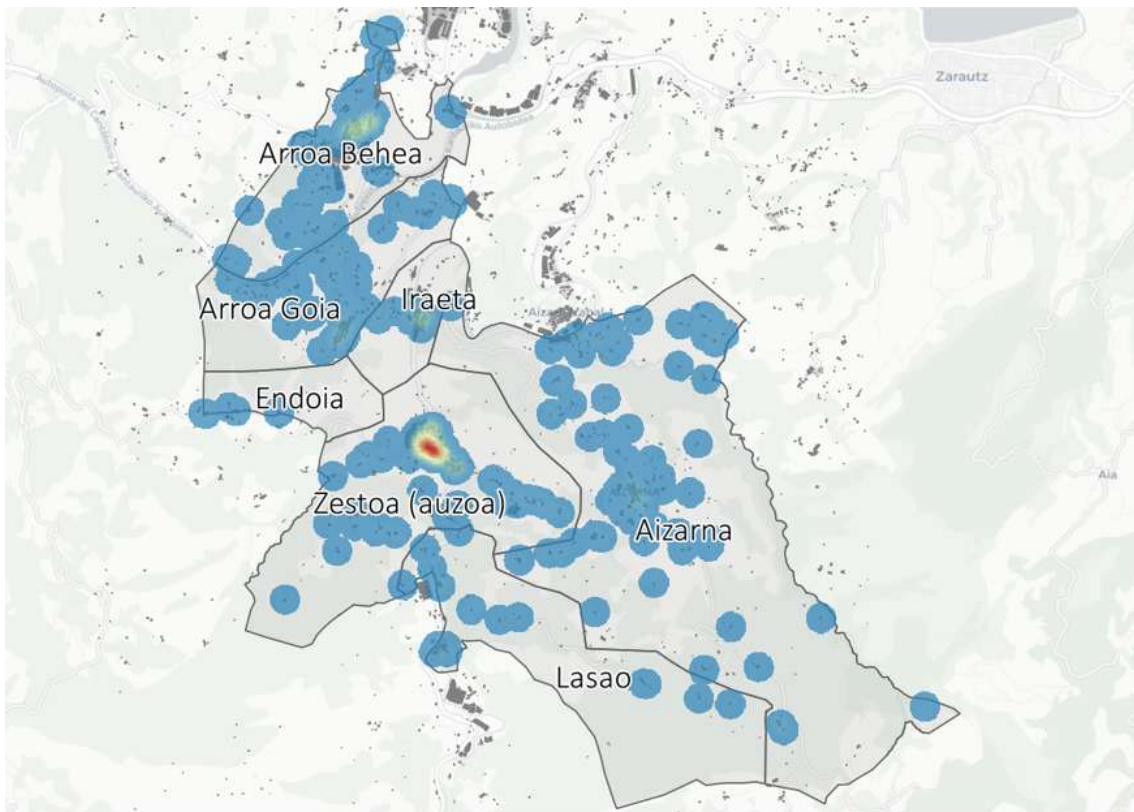 Zarautz
Arroa Behea
Arroa Goia
Iraeta
Endoia
Zestoa (auzoa)
Aizarna
Aia
Lasao